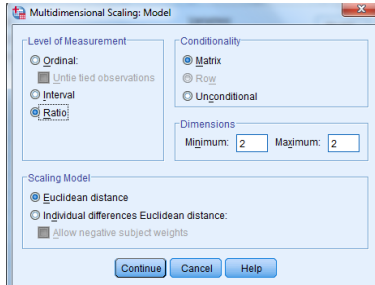 Multidimensional Scaling: Model
Level of Measurement
Ordinal:
Untie tied observations
Interval
Ratio
Conditionality
Matrix
Row
Unconditional
Dimensions
Minimum: 2 Maximum: 2
Scaling Model
Euclidean distance
Individual differences Euclidean distance:
Allow negative subject weights
Continue Cancel Help